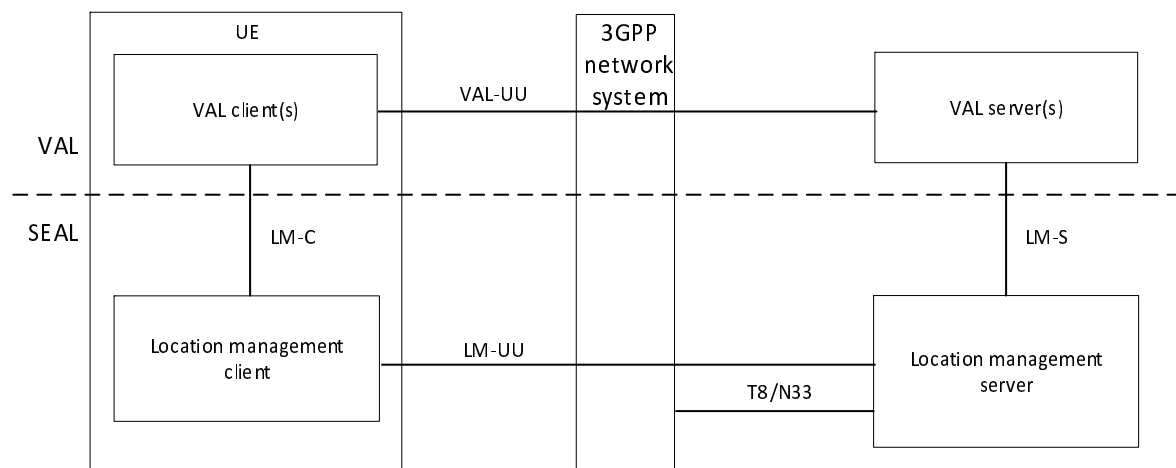 UE
3GPP
network
system
VAL client(s)
VAL-UU
VAL server(s)
VAL
SEAL
LM-C
LM-S
Location management
client
LM-UU
Location management
server
T8/N33